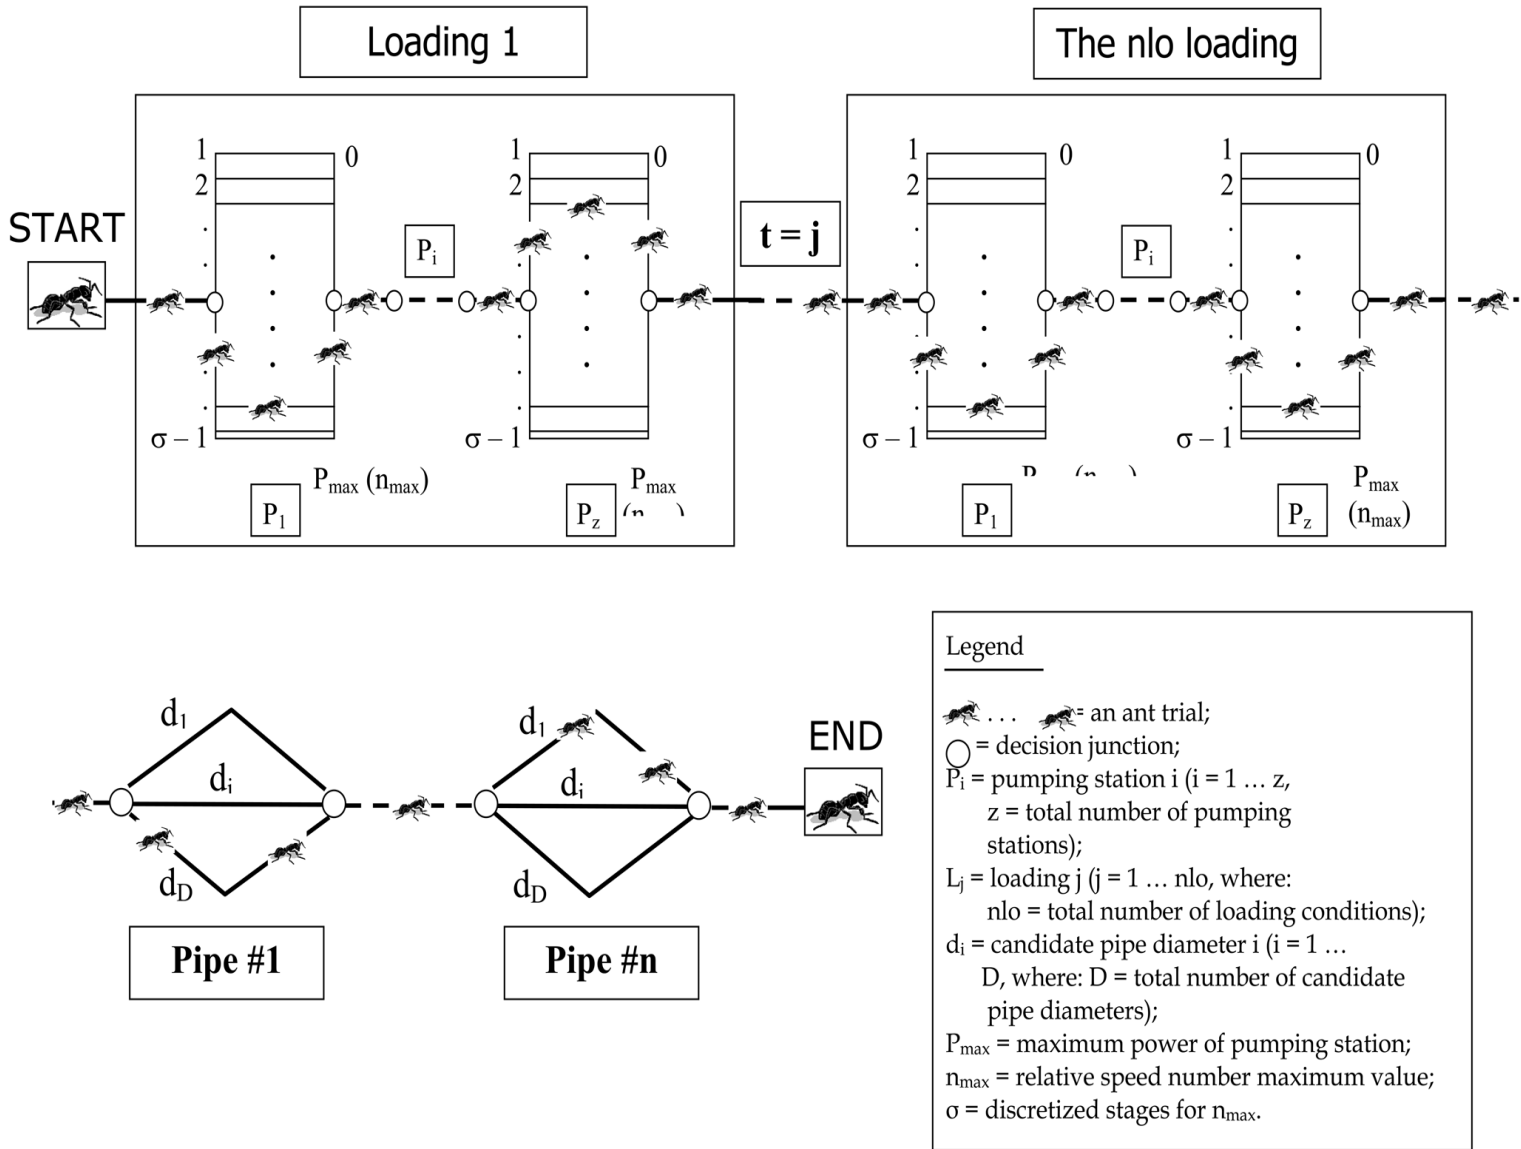 Loading 1
The nlo loading
START
1
0
2
σ – 1
Pmax (nmax)
P1
Pi
1
0
2
σ – 1
Pmax
Pz
t = j
1
0
2
σ – 1
P1
Pi
1
0
2
σ – 1
Pmax
(nmax)
Pz
d1
di
dD
Pipe #1
d1
di
dD
Pipe #n
END
Legend
. . . = an ant trial;
= decision junction;
Pi = pumping station i (i = 1 … z,
z = total number of pumping
stations);
Lj = loading j (j = 1 … nlo, where:
nlo = total number of loading conditions);
di = candidate pipe diameter i (i = 1 …
D, where: D = total number of candidate
pipe diameters);
Pmax = maximum power of pumping station;
nmax = relative speed number maximum value;
σ = discretized stages for nmax.